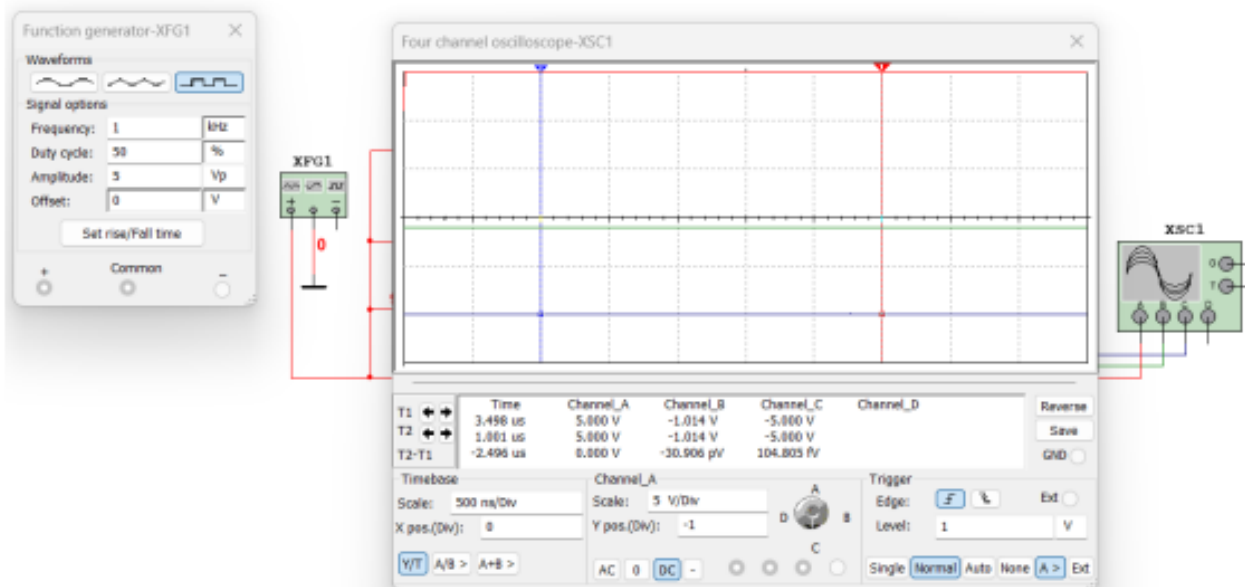 Function generator-XFG1
Waveforms
Signal options
Frequency: 1 kHz
Duty cycle: 50 %
Amplitude: 5 Vp
Offset: 0 V
Set rise/Fall time
+ Common −
XFG1
+ −
0
Four channel oscilloscope-XSC1
XSC1
G
T
A B C D
Time Channel_A Channel_B Channel_C Channel_D
T1 3.498 us 5.000 V -1.014 V -5.000 V
T2 1.001 us 5.000 V -1.014 V -5.000 V
T2-T1 -2.496 us 0.000 V -30.906 pV 104.805 fV
Reverse
Save
GND
Timebase
Scale: 500 ns/Div
X pos.(Div): 0
Y/T A/B > A+B >
Channel_A
Scale: 5 V/Div
Y pos.(Div): -1
AC 0 DC -
A
D B
C
Trigger
Edge: Ext
Level: 1 V
Single Normal Auto None A > Ext